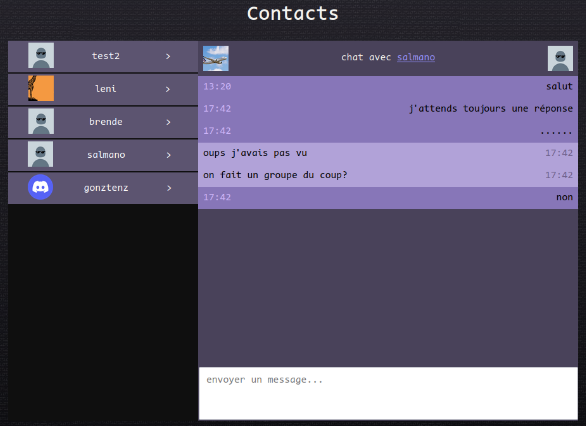 Contacts
test2 >
leni >
brende >
salmano >
gonztenz >
chat avec salmano
13:20 salut
17:42 j'attends toujours une réponse
17:42 ......
oups j'avais pas vu 17:42
on fait un groupe du coup? 17:42
17:42 non
envoyer un message...